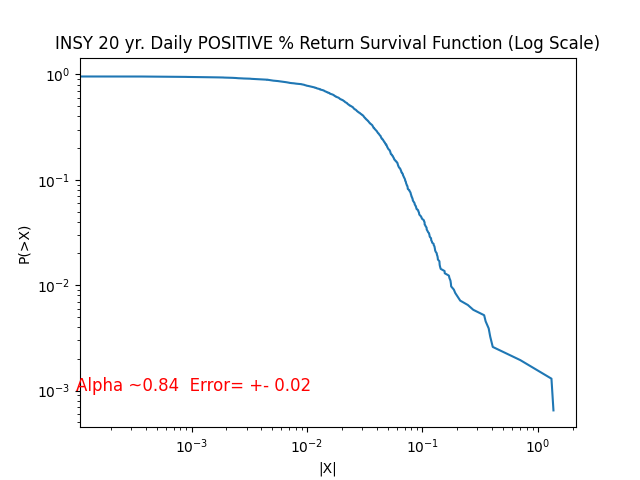 INSY 20 yr. Daily POSITIVE % Return Survival Function (Log Scale)
10⁰
10⁻¹
10⁻²
10⁻³
P(>X)
Alpha ~0.84  Error= +- 0.02
10⁻³ 10⁻² 10⁻¹ 10⁰
|X|